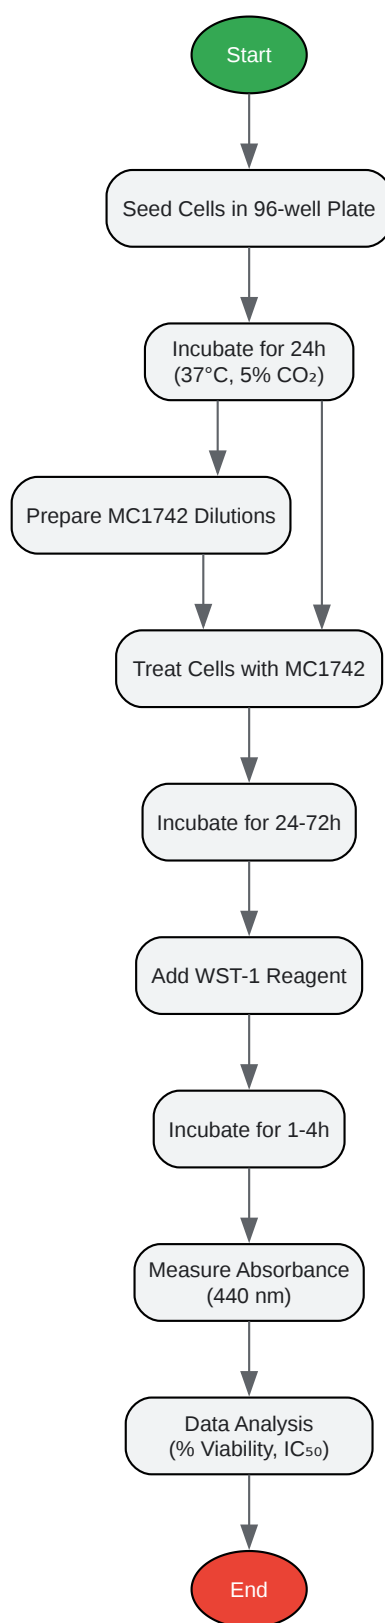 Start
Seed Cells in 96-well Plate
Incubate for 24h
(37°C, 5% CO₂)
Prepare MC1742 Dilutions
Treat Cells with MC1742
Incubate for 24-72h
Add WST-1 Reagent
Incubate for 1-4h
Measure Absorbance
(440 nm)
Data Analysis
(% Viability, IC₅₀)
End